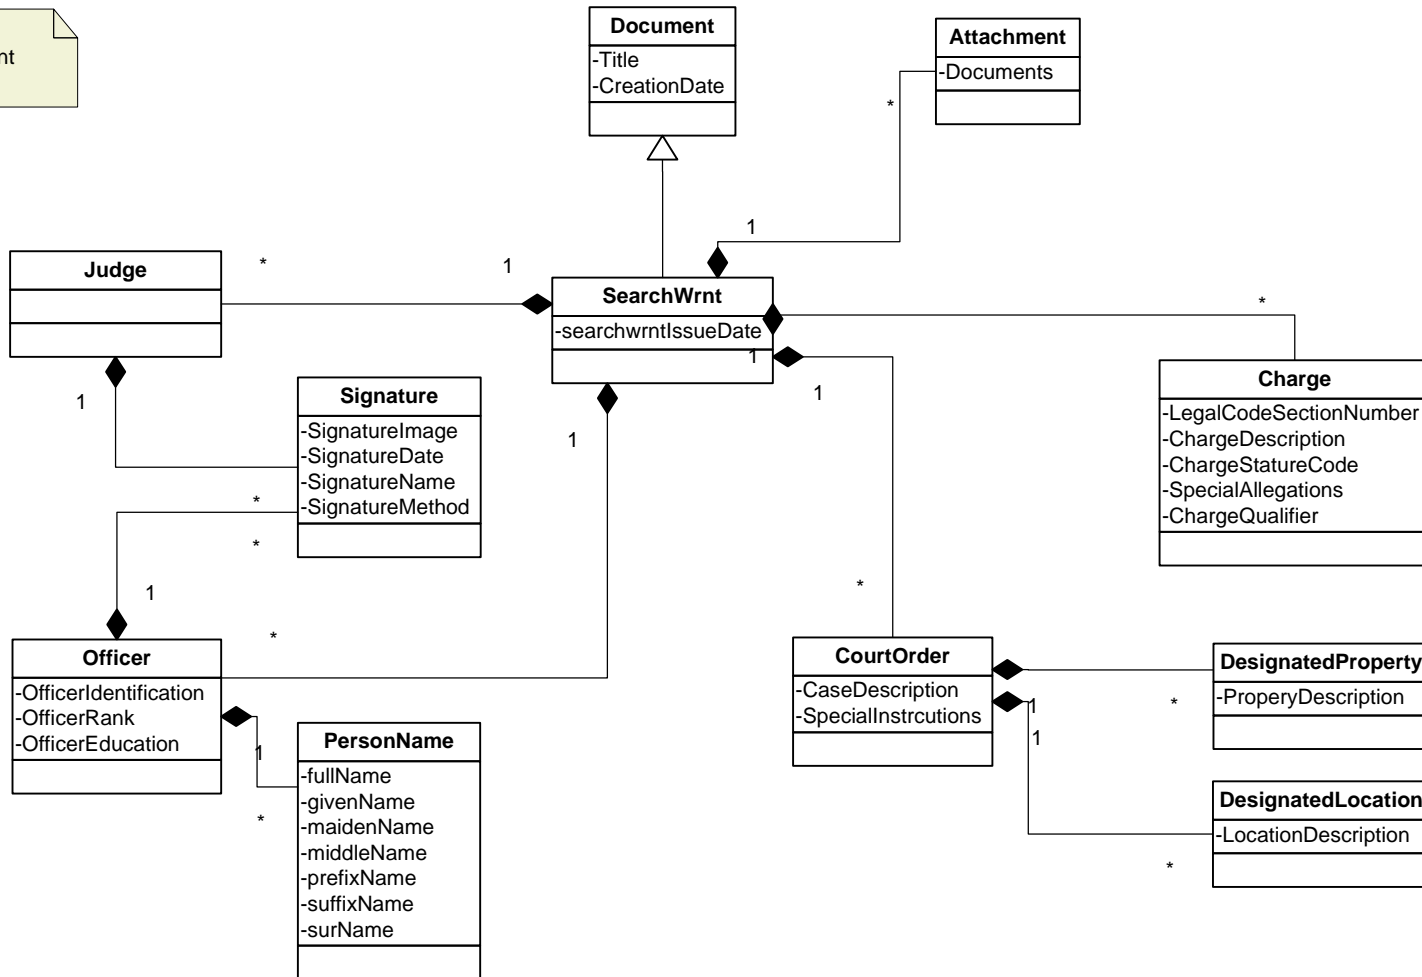 nt
Document
-Title
-CreationDate
Attachment
-Documents
*
1
Judge
*
1
SearchWrnt
-searchwrntIssueDate
1
*
Charge
-LegalCodeSectionNumber
-ChargeDescription
-ChargeStatureCode
-SpecialAllegations
-ChargeQualifier
1
Signature
-SignatureImage
-SignatureDate
-SignatureName
-SignatureMethod
*
*
1
1
1
*
*
Officer
-OfficerIdentification
-OfficerRank
-OfficerEducation
1
*
PersonName
-fullName
-givenName
-maidenName
-middleName
-prefixName
-suffixName
-surName
CourtOrder
-CaseDescription
-SpecialInstrcutions
1
1
*
DesignatedProperty
-ProperyDescription
DesignatedLocation
-LocationDescription
*